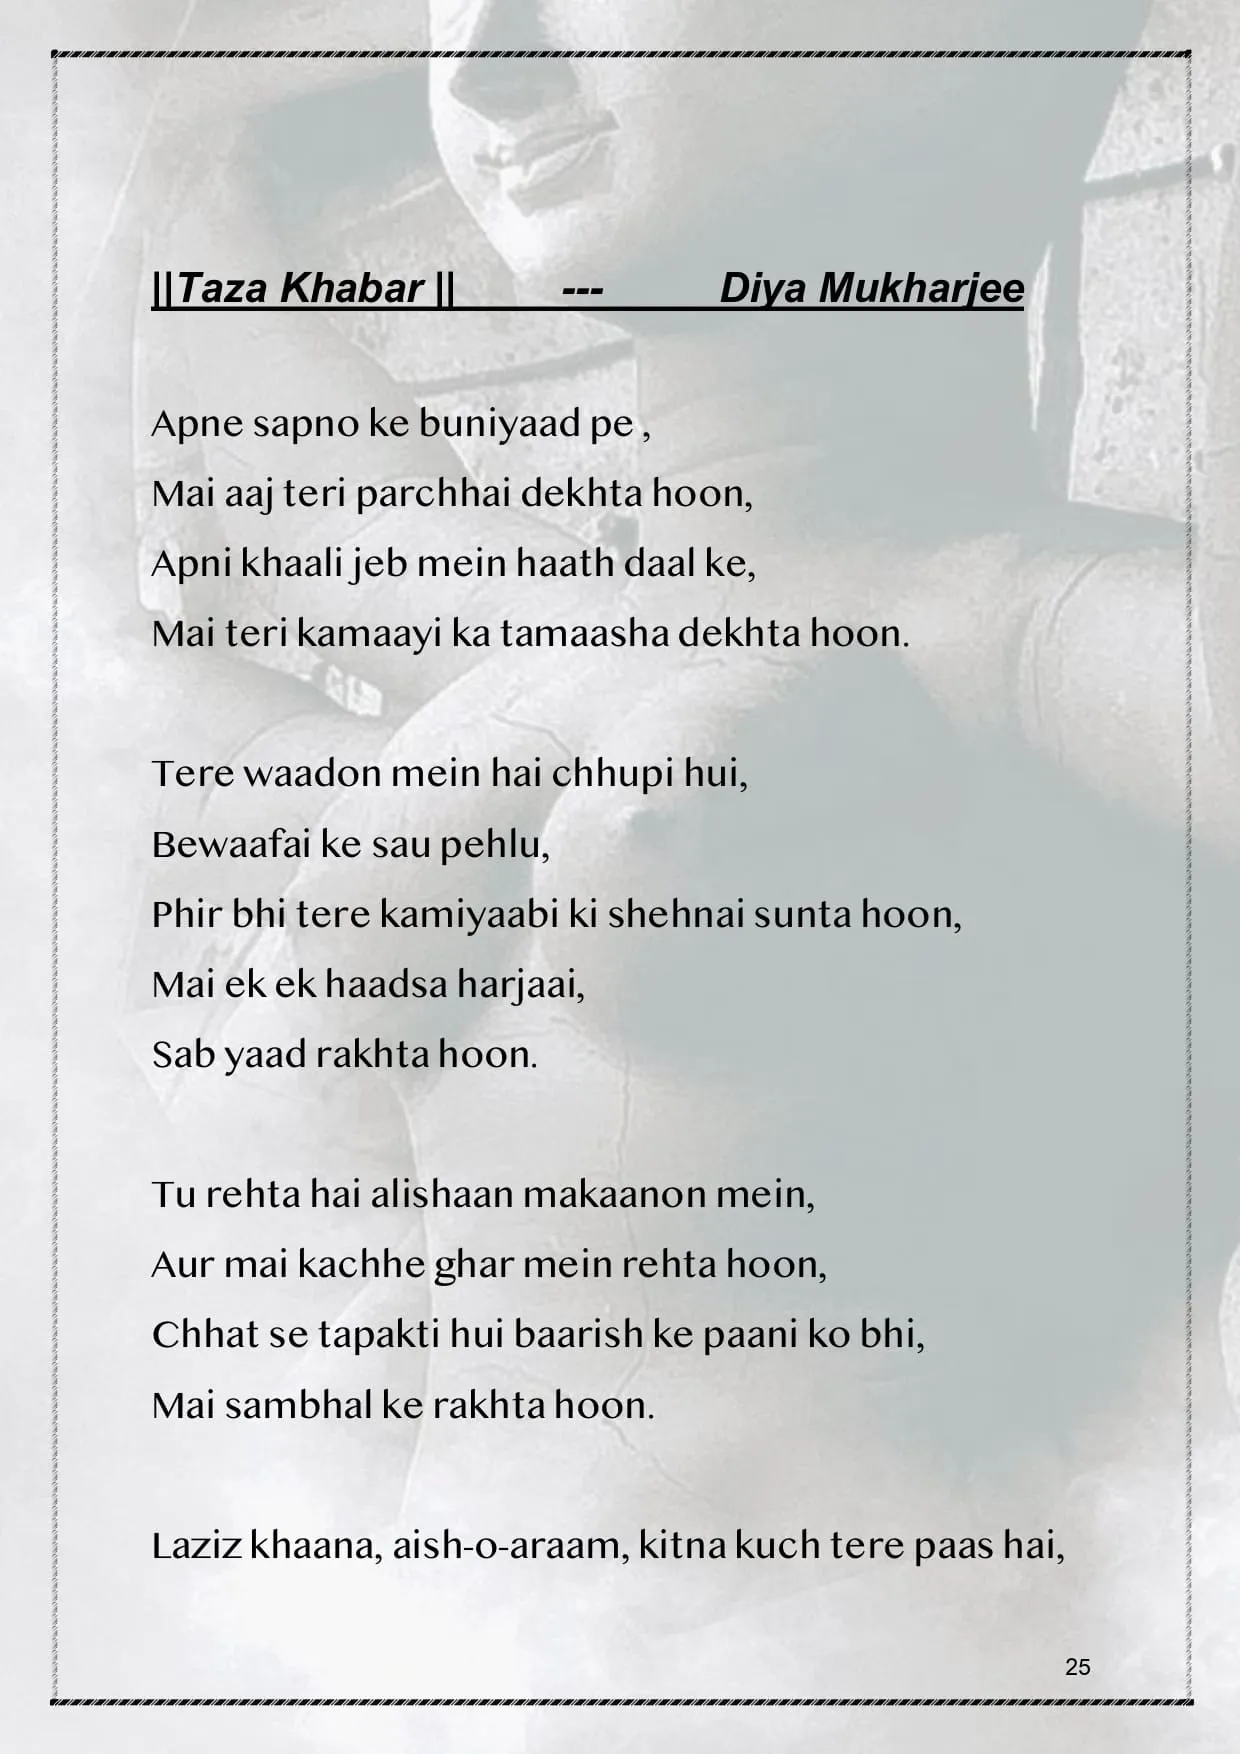 ||Taza Khabar || --- Diya Mukharjee
Apne sapno ke buniyaad pe ,
Mai aaj teri parchhai dekhta hoon,
Apni khaali jeb mein haath daal ke,
Mai teri kamaayi ka tamaasha dekhta hoon.
Tere waadon mein hai chhupi hui,
Bewaafai ke sau pehlu,
Phir bhi tere kamiyaabi ki shehnai sunta hoon,
Mai ek ek haadsa harjaai,
Sab yaad rakhta hoon.
Tu rehta hai alishaan makaanon mein,
Aur mai kachhe ghar mein rehta hoon,
Chhat se tapakti hui baarish ke paani ko bhi,
Mai sambhal ke rakhta hoon.
Laziz khaana, aish-o-araam, kitna kuch tere paas hai,
25